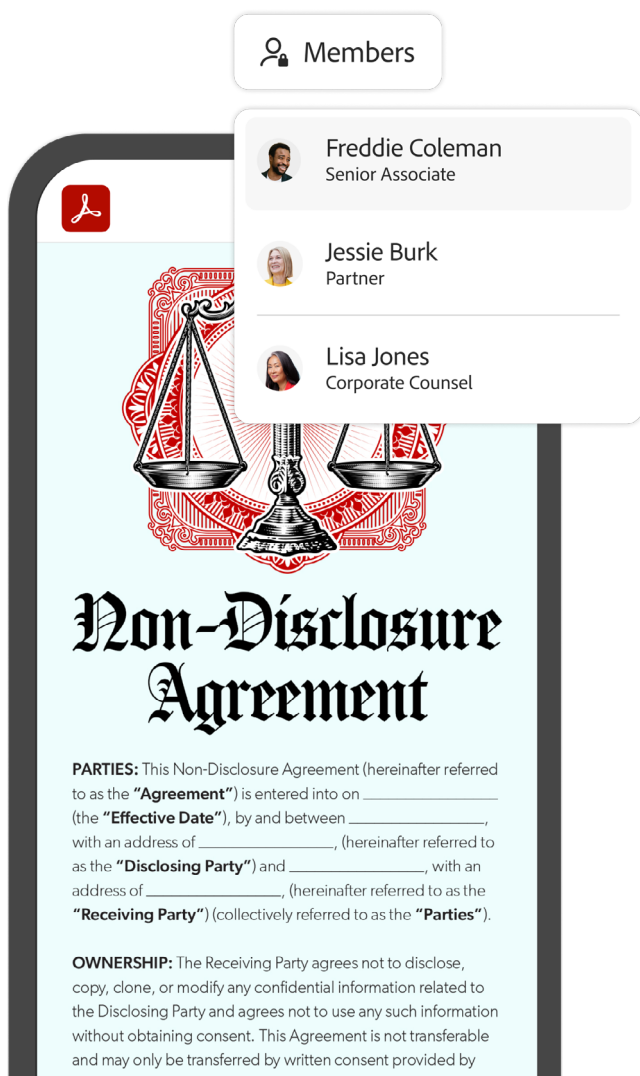 Members
Freddie Coleman
Senior Associate
Jessie Burk
Partner
Lisa Jones
Corporate Counsel
Non-Disclosure
Agreement
PARTIES: This Non-Disclosure Agreement (hereinafter referred
to as the “Agreement”) is entered into on _______________
(the “Effective Date”), by and between _______________,
with an address of _______________, (hereinafter referred to
as the “Disclosing Party”) and _______________, with an
address of _______________, (hereinafter referred to as the
“Receiving Party”) (collectively referred to as the “Parties”).
OWNERSHIP: The Receiving Party agrees not to disclose,
copy, clone, or modify any confidential information related to
the Disclosing Party and agrees not to use any such information
without obtaining consent. This Agreement is not transferable
and may only be transferred by written consent provided by